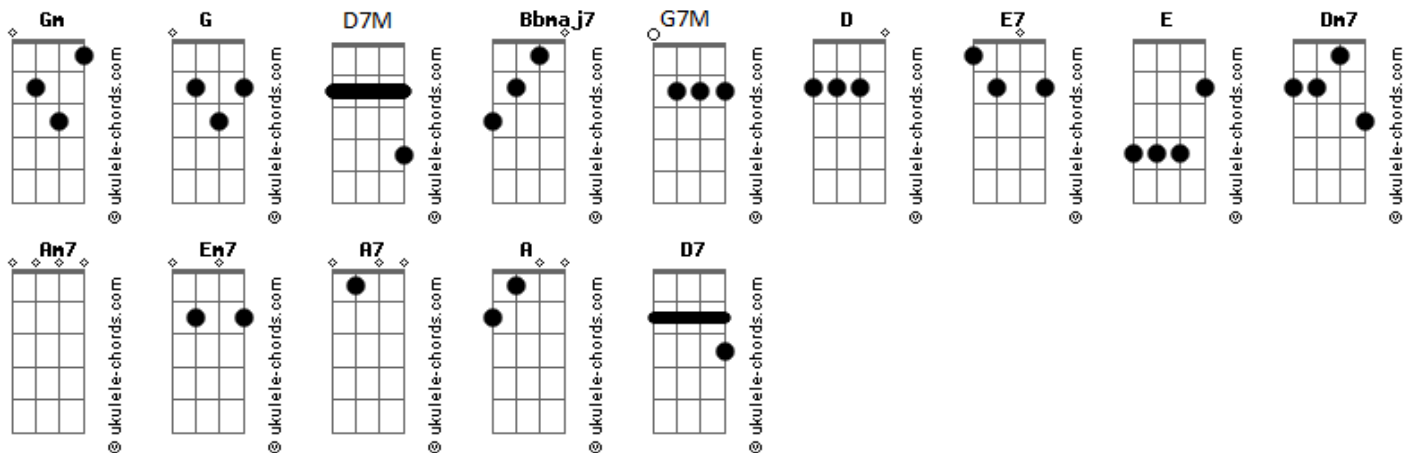 Gm G D7M Bbmaj7 G7M D E7 E Dm7
© ukulele-chords.com © ukulele-chords.com © ukulele-chords.com © ukulele-chords.com © ukulele-chords.com © ukulele-chords.com © ukulele-chords.com © ukulele-chords.com © ukulele-chords.com
Am7 Em7 A7 A D7
© ukulele-chords.com © ukulele-chords.com © ukulele-chords.com © ukulele-chords.com © ukulele-chords.com